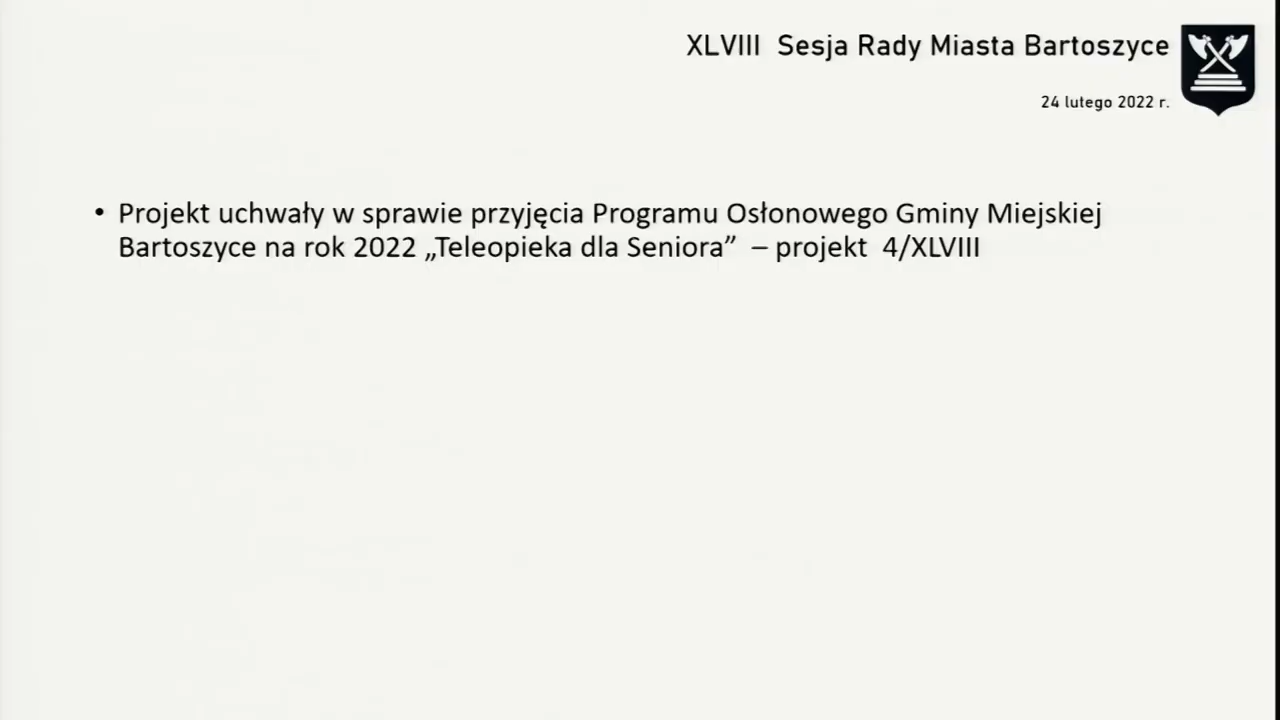 XLVIII Sesja Rady Miasta Bartoszyce
24 lutego 2022 r.
• Projekt uchwały w sprawie przyjęcia Programu Osłonowego Gminy Miejskiej
Bartoszyce na rok 2022 „Teleopieka dla Seniora” – projekt 4/XLVIII